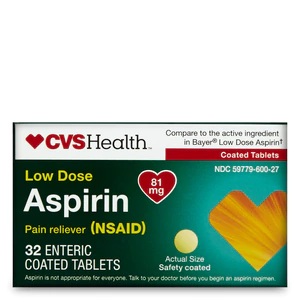 CVSHealth™
Compare to the active ingredient
in Bayer® Low Dose Aspirin†
Coated Tablets
NDC 59779-600-27
Low Dose
81
mg
Aspirin
Pain reliever (NSAID)
32 ENTERIC
COATED TABLETS
Actual Size
Safety coated
Aspirin is not appropriate for everyone. Talk to your doctor before you begin an aspirin regimen.